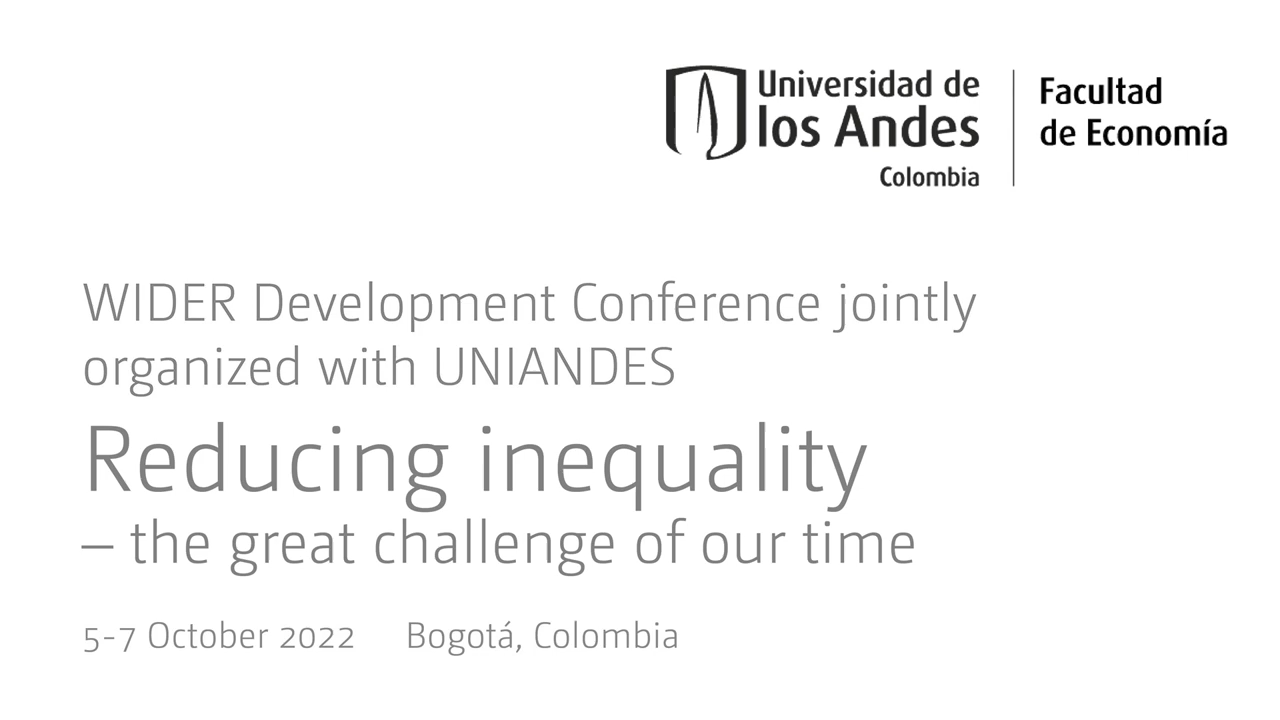 Universidad de
los Andes
Colombia
Facultad
de Economía
WIDER Development Conference jointly
organized with UNIANDES
Reducing inequality
– the great challenge of our time
5-7 October 2022 Bogotá, Colombia